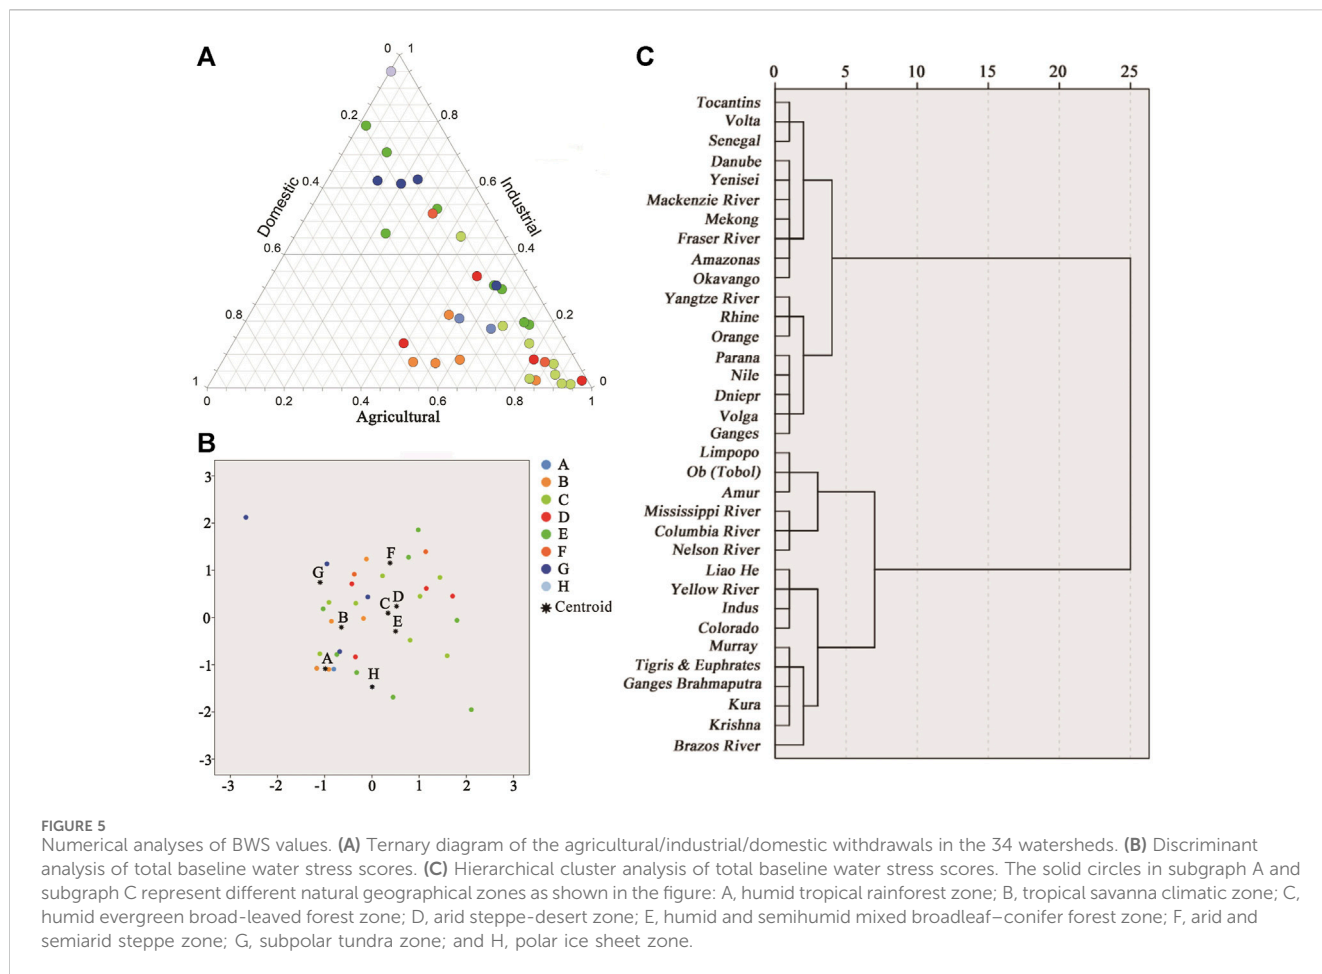 A
0 1
0.2 0.8
0.4 0.6
Domestic
Industrial
0.6 0.4
0.8 0.2
1 0
0 0.2 0.4 0.6 0.8 1
Agricultural
B
3
2
1
0
-1
-2
-3
-3 -2 -1 0 1 2 3
F
G
D
C
B
E
A
H
A
B
C
D
E
F
G
H
Centroid
C
0 5 10 15 20 25
Tocantins
Volta
Senegal
Danube
Yenisei
Mackenzie River
Mekong
Fraser River
Amazonas
Okavango
Yangtze River
Rhine
Orange
Parana
Nile
Dniepr
Volga
Ganges
Limpopo
Ob (Tobol)
Amur
Mississippi River
Columbia River
Nelson River
Liao He
Yellow River
Indus
Colorado
Murray
Tigris & Euphrates
Ganges Brahmaputra
Kura
Krishna
Brazos River
FIGURE 5
Numerical analyses of BWS values. (A) Ternary diagram of the agricultural/industrial/domestic withdrawals in the 34 watersheds. (B) Discriminant
analysis of total baseline water stress scores. (C) Hierarchical cluster analysis of total baseline water stress scores. The solid circles in subgraph A and
subgraph C represent different natural geographical zones as shown in the figure: A, humid tropical rainforest zone; B, tropical savanna climatic zone; C,
humid evergreen broad-leaved forest zone; D, arid steppe-desert zone; E, humid and semihumid mixed broadleaf–conifer forest zone; F, arid and
semiarid steppe zone; G, subpolar tundra zone; and H, polar ice sheet zone.